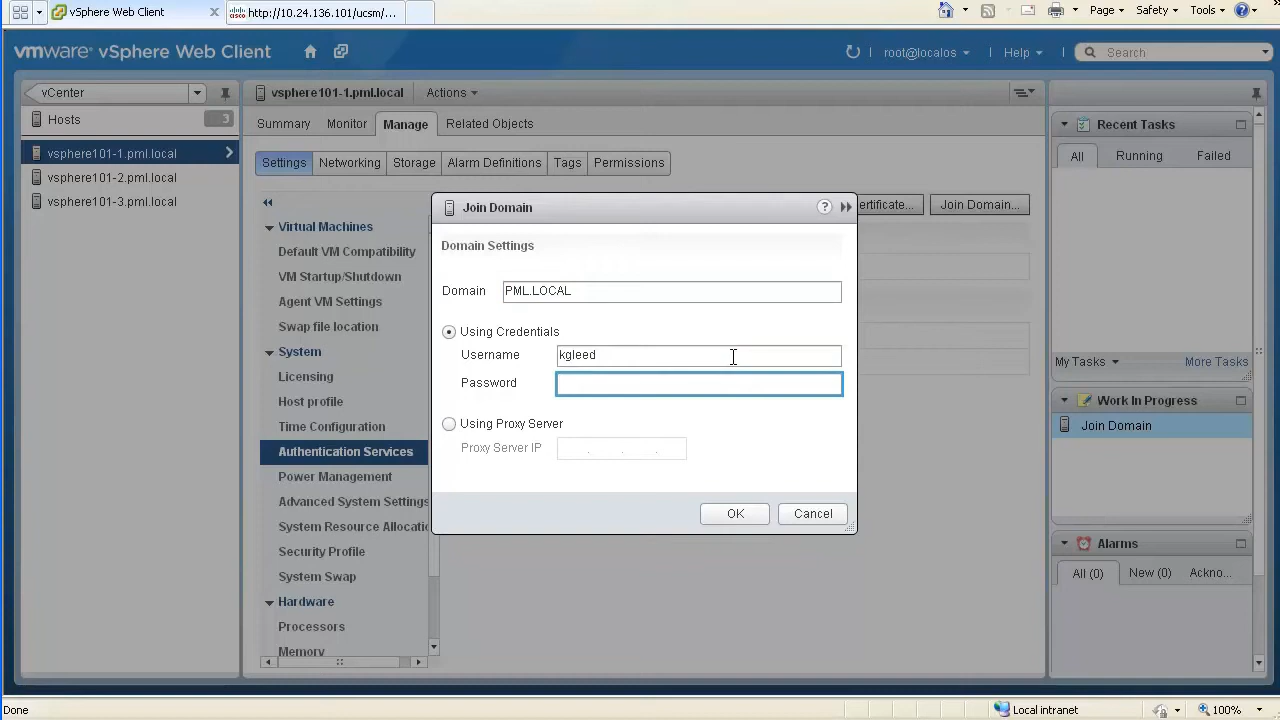 vSphere Web Client
http://10.24.136.101/ucsm/...
Page
Safety
Tools
vmware vSphere Web Client
root@localos
Help
Search
vCenter
Hosts
3
vsphere101-1.pml.local
vsphere101-2.pml.local
vsphere101-3.pml.local
vsphere101-1.pml.local
Actions
Summary
Monitor
Manage
Related Objects
Settings
Networking
Storage
Alarm Definitions
Tags
Permissions
Virtual Machines
Default VM Compatibility
VM Startup/Shutdown
Agent VM Settings
Swap file location
System
Licensing
Host profile
Time Configuration
Authentication Services
Power Management
Advanced System Settings
System Resource Allocatio
Security Profile
System Swap
Hardware
Processors
Memory
ertificate...
Join Domain...
Join Domain
Domain Settings
Domain
PML.LOCAL
Using Credentials
Username
kgleed
Password
Using Proxy Server
Proxy Server IP
. . .
OK
Cancel
Recent Tasks
All
Running
Failed
My Tasks
More Tasks
Work In Progress
Join Domain
Alarms
All (0)
New (0)
Ackno...
Done
Local intranet
100%